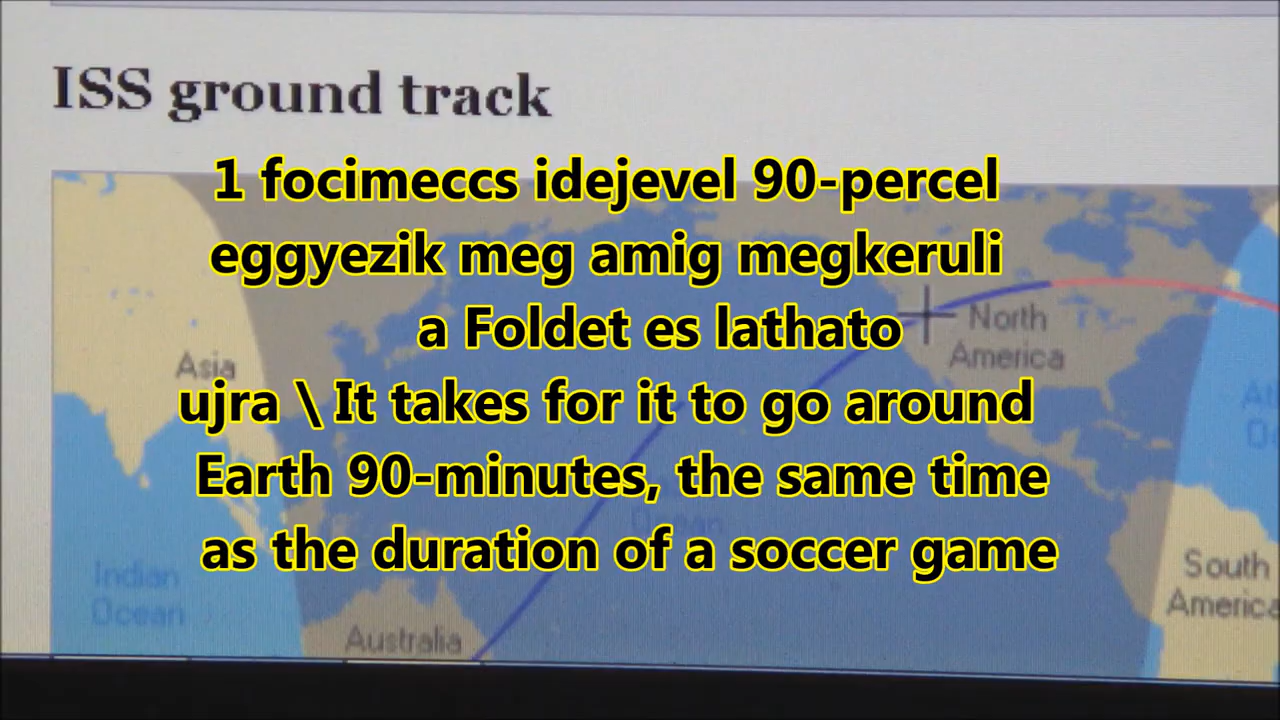 ISS ground track
1 focimeccs idejevel 90-percel
eggyezik meg amig megkeruli
a Foldet es lathato
ujra \ It takes for it to go around
Earth 90-minutes, the same time
as the duration of a soccer game
North
America
Asia
Ocean
Indian
Ocean
Australia
South
America